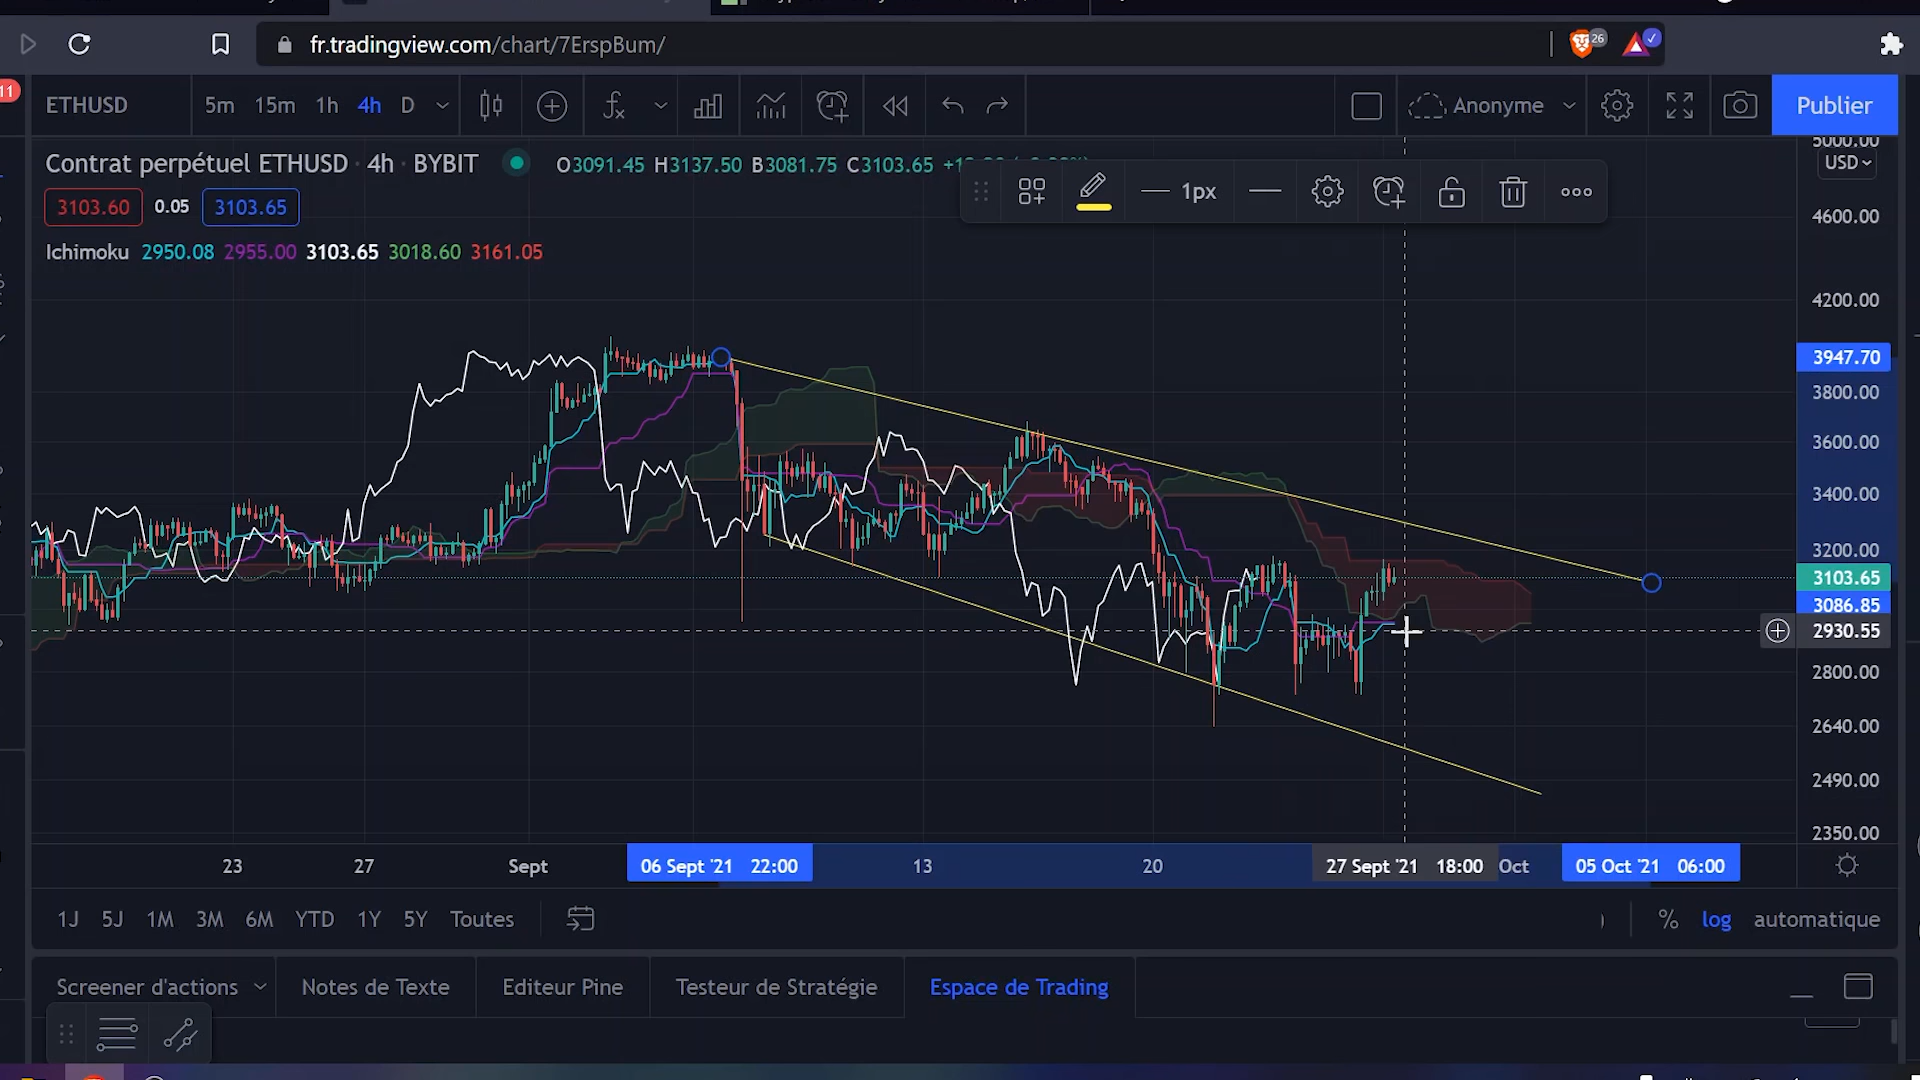 fr.tradingview.com/chart/7ErspBum/
26
11
ETHUSD
5m 15m 1h 4h D
Anonyme
Publier
Contrat perpétuel ETHUSD · 4h · BYBIT
O3091.45 H3137.50 B3081.75 C3103.65
3103.60 0.05 3103.65
1px
Ichimoku 2950.08 2955.00 3103.65 3018.60 3161.05
5000.00
USD
4600.00
4200.00
3947.70
3800.00
3600.00
3400.00
3200.00
3103.65
3086.85
2930.55
2800.00
2640.00
2490.00
2350.00
23 27 Sept 06 Sept '21 22:00 13 20 27 Sept '21 18:00 Oct 05 Oct '21 06:00
1J 5J 1M 3M 6M YTD 1Y 5Y Toutes
% log automatique
Screener d'actions Notes de Texte Editeur Pine Testeur de Stratégie Espace de Trading